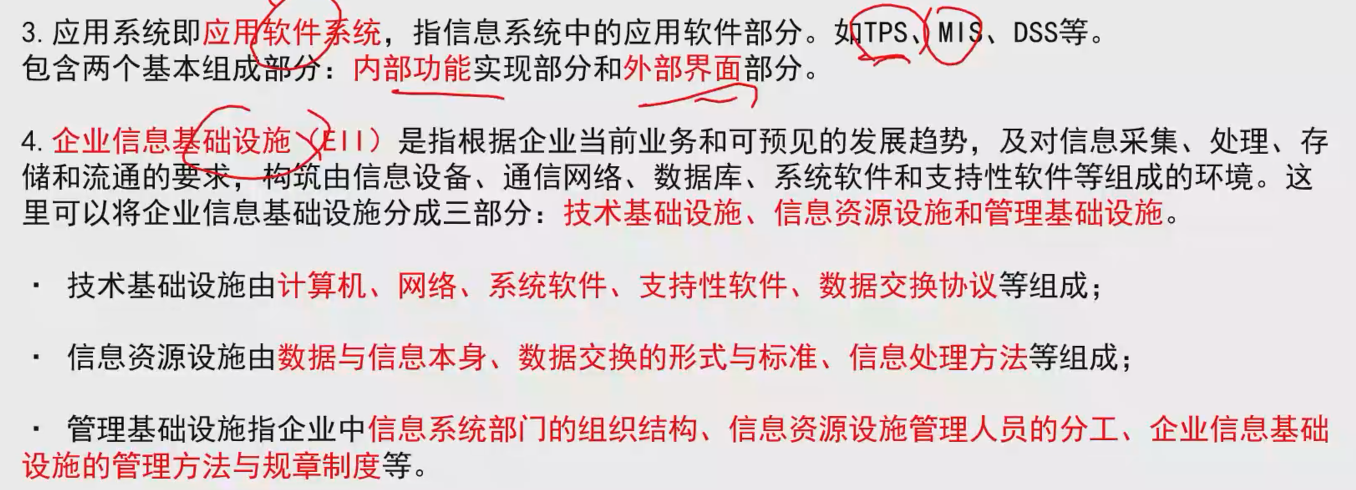 3. 应用系统即应用软件系统，指信息系统中的应用软件部分。如TPS、MIS、DSS等。
包含两个基本组成部分：内部功能实现部分和外部界面部分。
4. 企业信息基础设施（EII）是指根据企业当前业务和可预见的发展趋势，及对信息采集、处理、存
储和流通的要求，构筑由信息设备、通信网络、数据库、系统软件和支持性软件等组成的环境。这
里可以将企业信息基础设施分成三部分：技术基础设施、信息资源设施和管理基础设施。
· 技术基础设施由计算机、网络、系统软件、支持性软件、数据交换协议等组成；
· 信息资源设施由数据与信息本身、数据交换的形式与标准、信息处理方法等组成；
· 管理基础设施指企业中信息系统部门的组织结构、信息资源设施管理人员的分工、企业信息基础
设施的管理方法与规章制度等。